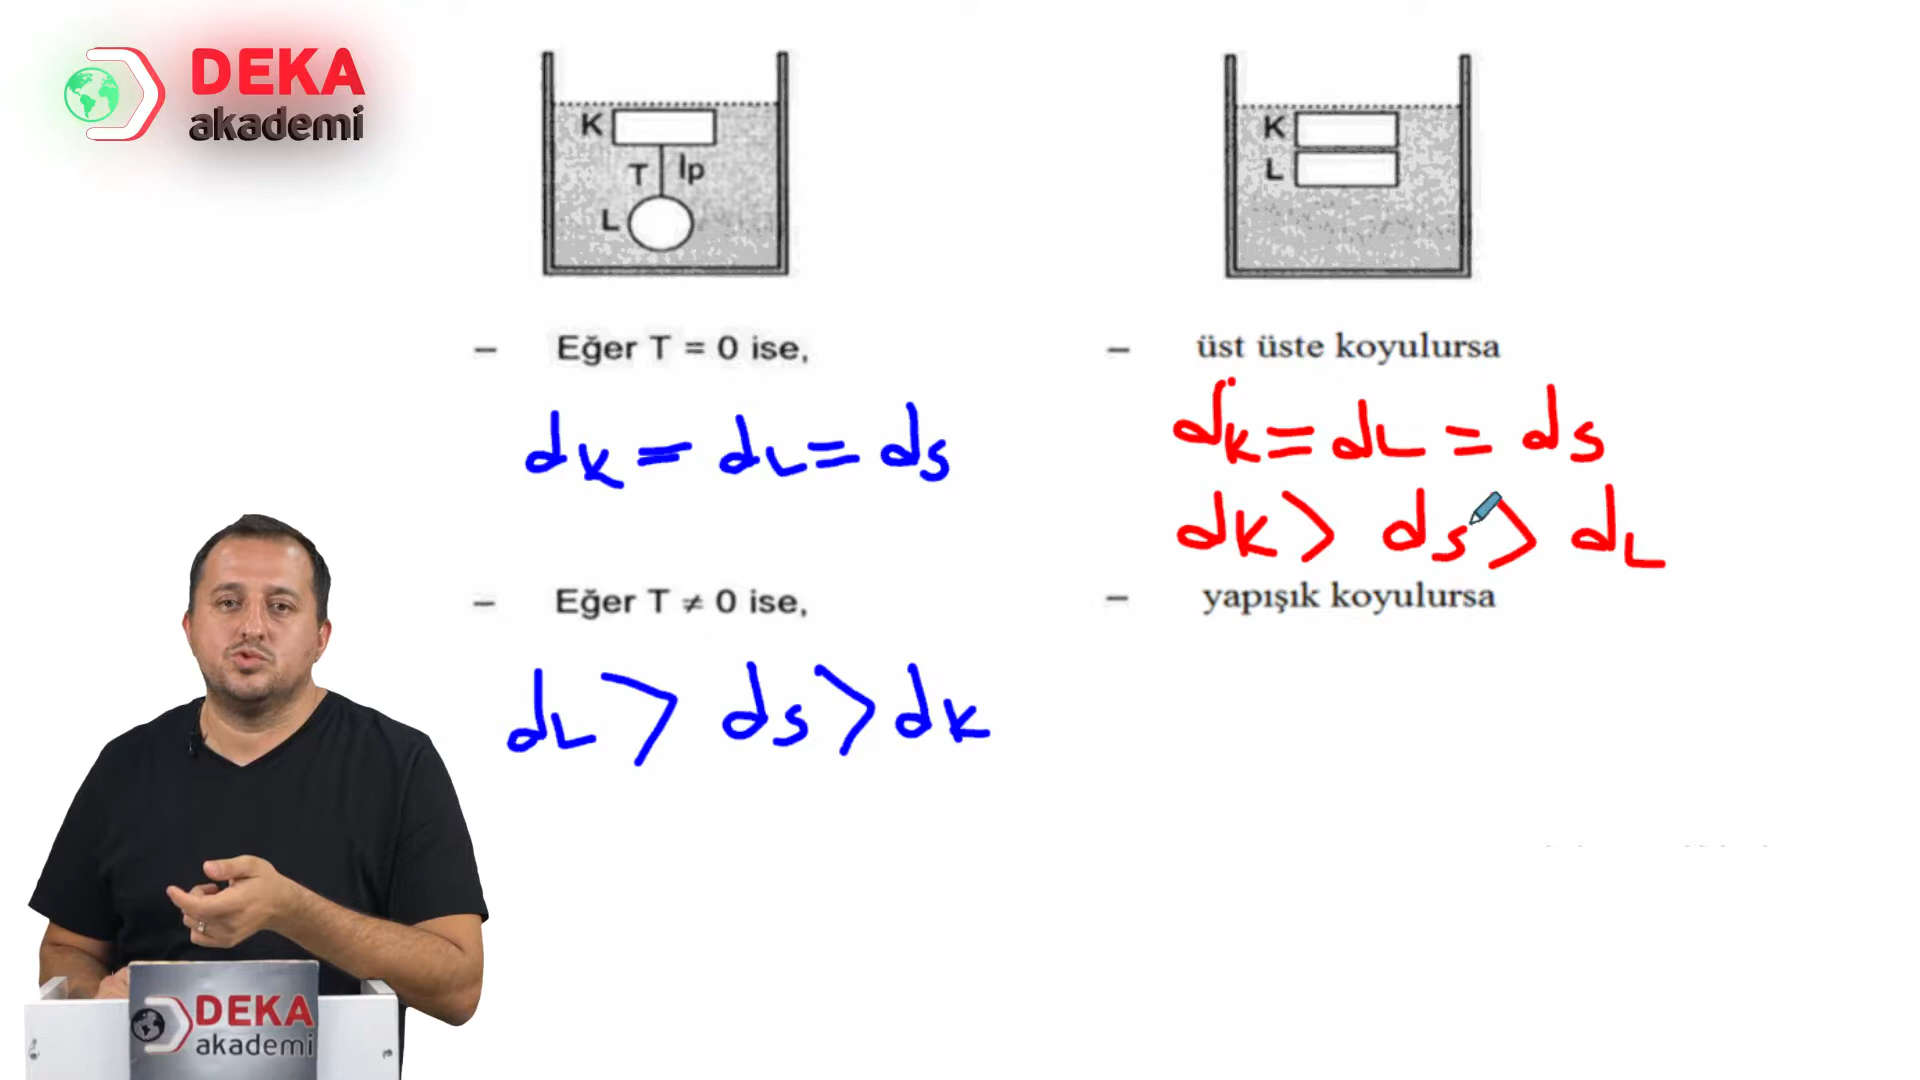 DEKA
akademi
K
T
Ip
L
– Eğer T = 0 ise,
dK = dL = dS
– Eğer T ≠ 0 ise,
dL > dS > dK
K
L
– üst üste koyulursa
dK = dL = dS
dK > dS > dL
– yapışık koyulursa
DEKA
akademi